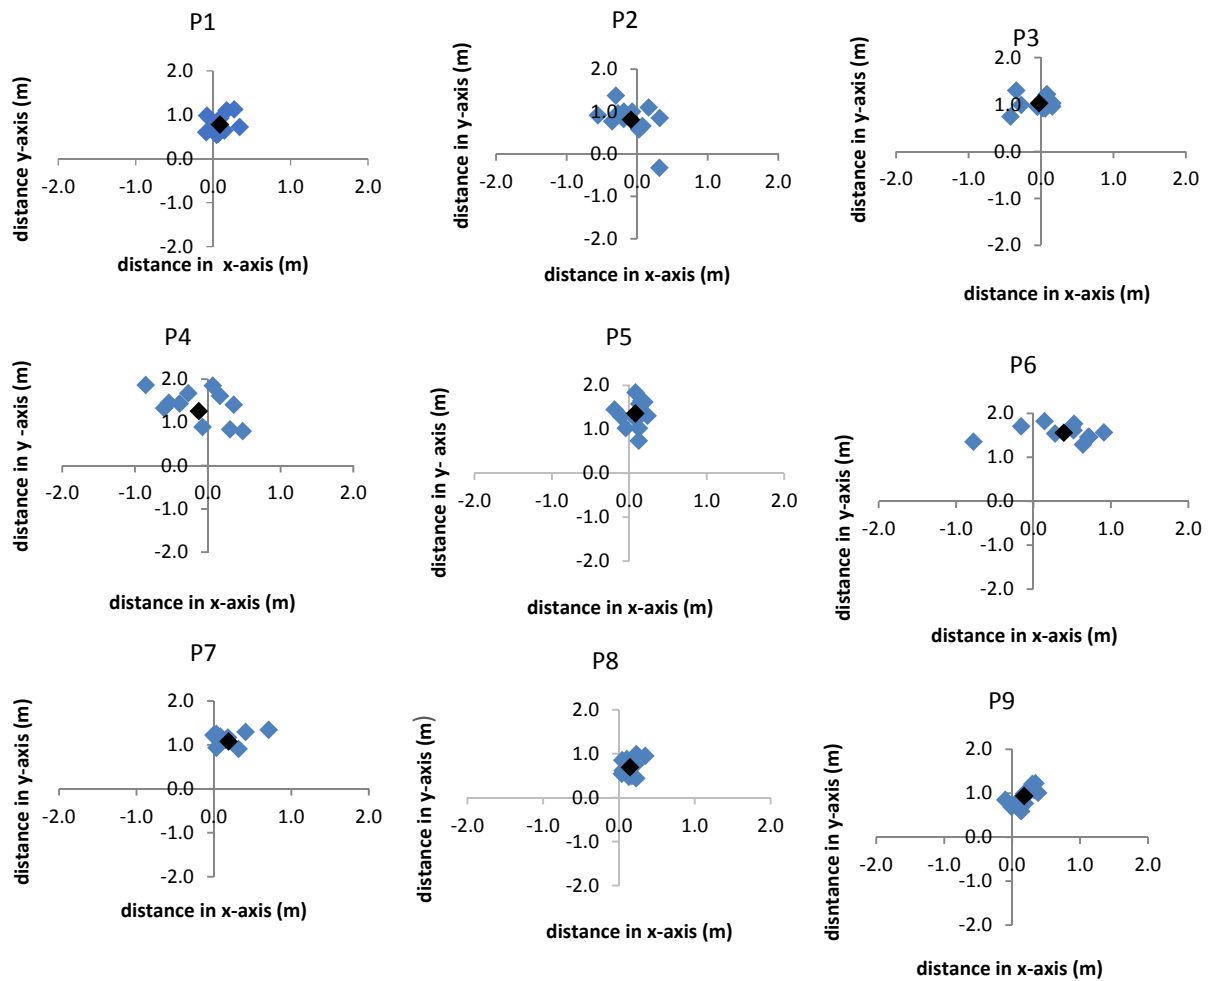 P1
distance y-axis (m)
2.0
1.0
0.0
-1.0
-2.0
-2.0 -1.0 0.0 1.0 2.0
distance in x-axis (m)
P2
distance in y-axis (m)
2.0
1.0
0.0
-1.0
-2.0
-2.0 -1.0 0.0 1.0 2.0
distance in x-axis (m)
P3
distance in y-axis (m)
2.0
1.0
0.0
-1.0
-2.0
-2.0 -1.0 0.0 1.0 2.0
distance in x-axis (m)
P4
distance in y -axis (m)
2.0
1.0
0.0
-1.0
-2.0
-2.0 -1.0 0.0 1.0 2.0
distance in x-axis (m)
P5
distance in y- axis (m)
2.0
1.0
0.0
-1.0
-2.0
-2.0 -1.0 0.0 1.0 2.0
distance in x-axis (m)
P6
distance in y-axis (m)
2.0
1.0
0.0
-1.0
-2.0
-2.0 -1.0 0.0 1.0 2.0
distance in x-axis (m)
P7
distance in y-axis (m)
2.0
1.0
0.0
-1.0
-2.0
-2.0 -1.0 0.0 1.0 2.0
distance in x-axis (m)
P8
distance in y-axis (m)
2.0
1.0
0.0
-1.0
-2.0
-2.0 -1.0 0.0 1.0 2.0
distance in x-axis (m)
P9
disntance in y-axis (m)
2.0
1.0
0.0
-1.0
-2.0
-2.0 -1.0 0.0 1.0 2.0
distance in x-axis (m)